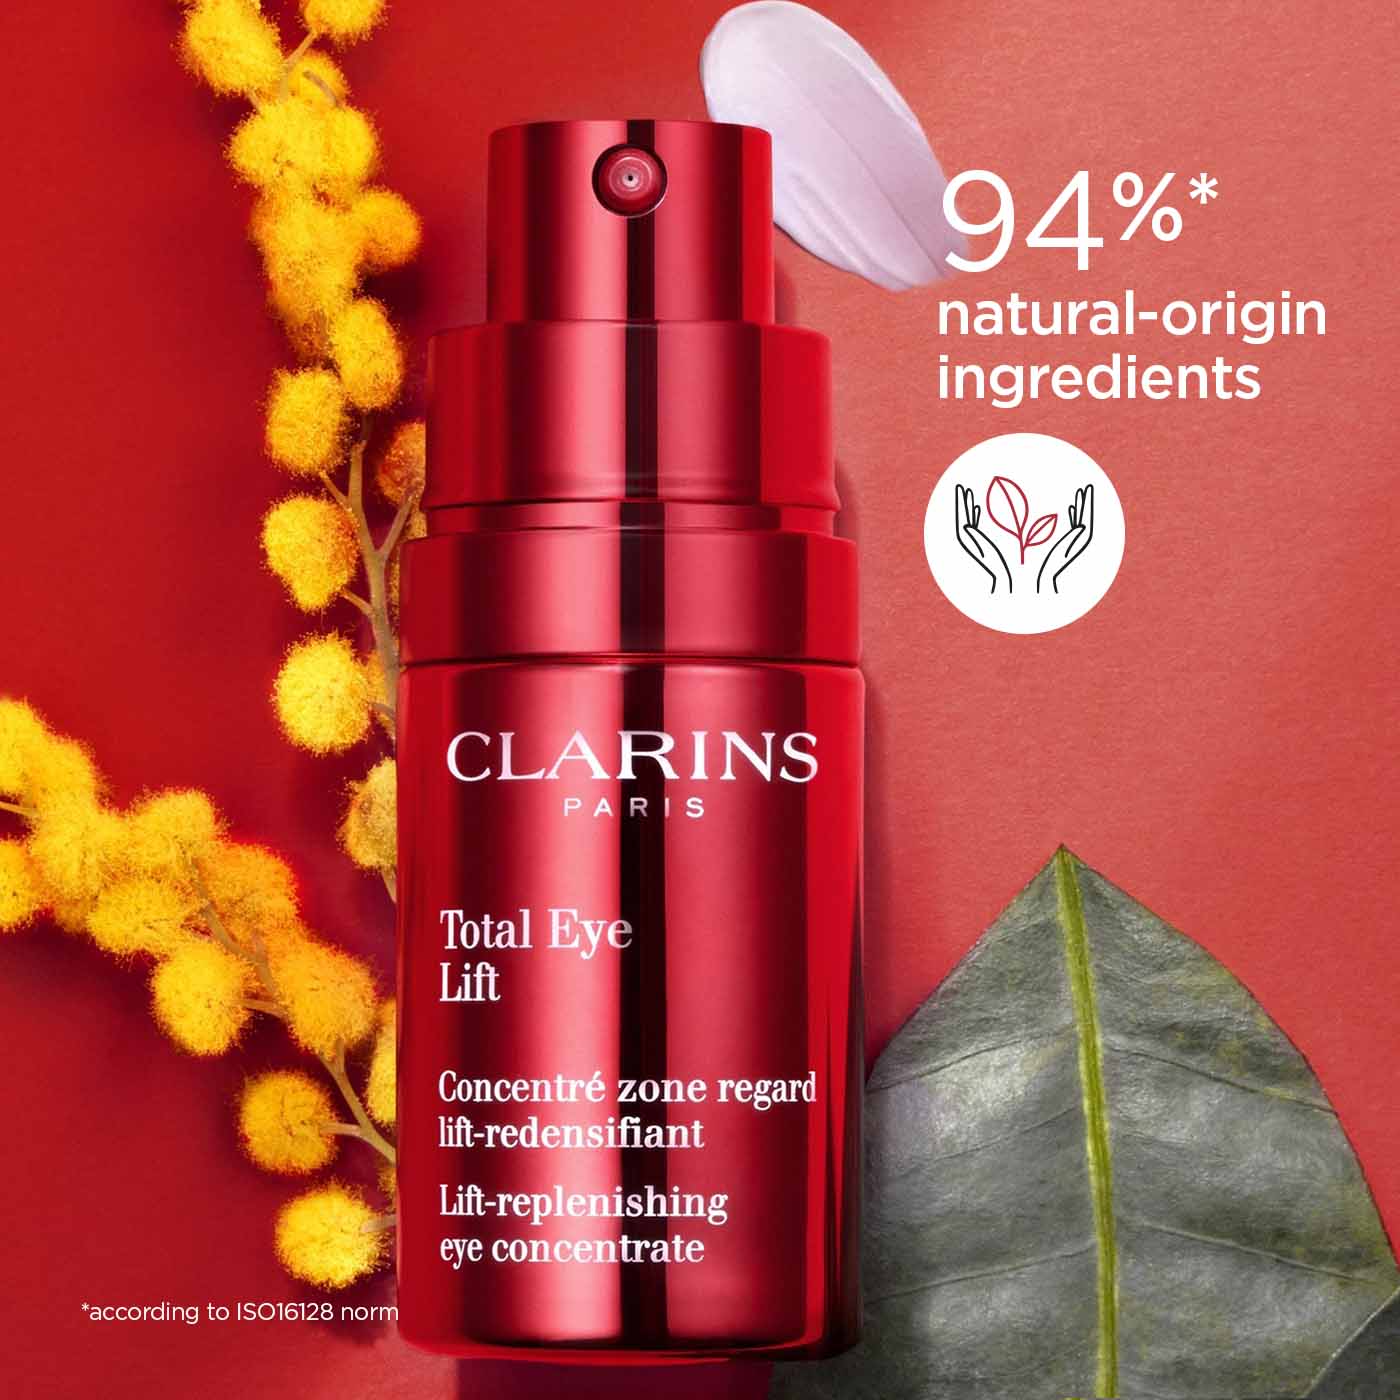 94%*
natural-origin
ingredients
CLARINS
PARIS
Total Eye
Lift
Concentré zone regard
lift-redensifiant
Lift-replenishing
eye concentrate
*according to ISO16128 norm